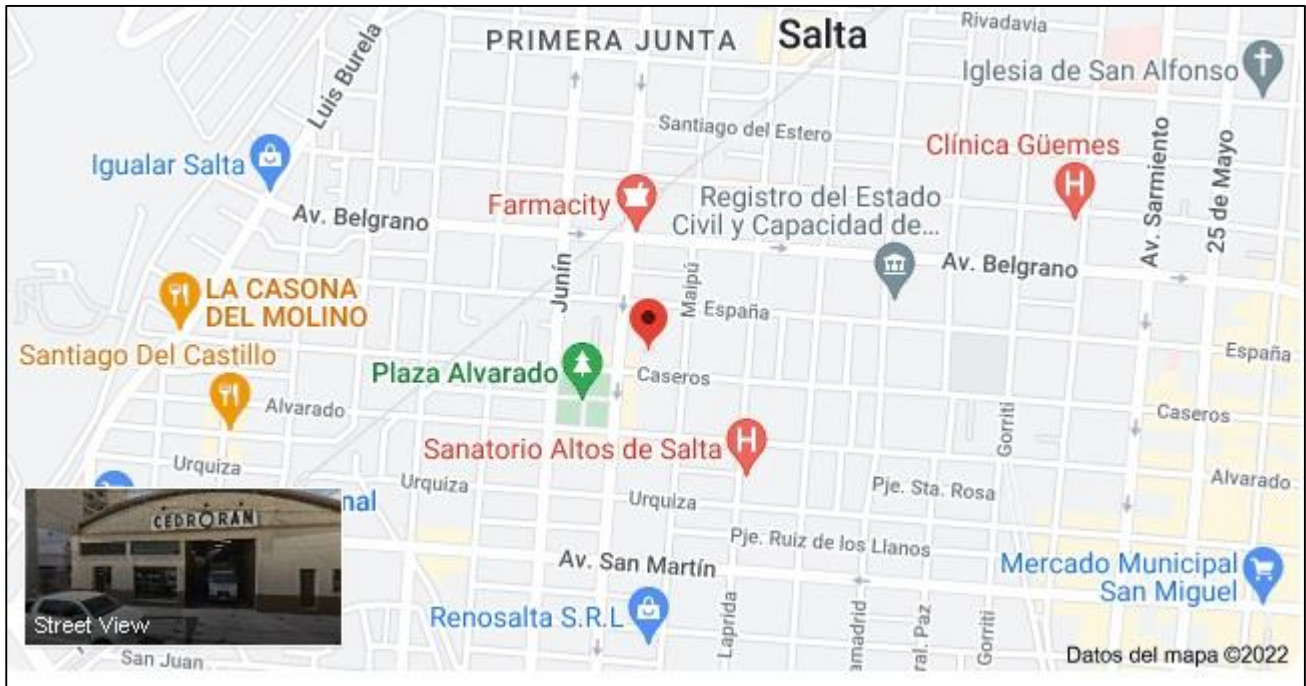 Rivadavia
PRIMERA JUNTA
Salta
Luis Burela
Iglesia de San Alfonso
Santiago del Estero
Clínica Güemes
Igualar Salta
Av. Sarmiento
25 de Mayo
Farmacity
Registro del Estado
Civil y Capacidad de...
Av. Belgrano
Av. Belgrano
Junín
Maipú
LA CASONA
DEL MOLINO
España
España
Santiago Del Castillo
Plaza Alvarado
Caseros
Alvarado
Caseros
Gorriti
Sanatorio Altos de Salta
Urquiza
Urquiza
Urquiza
Pje. Sta. Rosa
Alvarado
nal
CEDRORAN
Pje. Ruiz de los Llanos
Av. San Martín
Mercado Municipal
San Miguel
Renosalta S.R.L
Laprida
amadrid
ral. Paz
Gorriti
Street View
San Juan
Datos del mapa ©2022